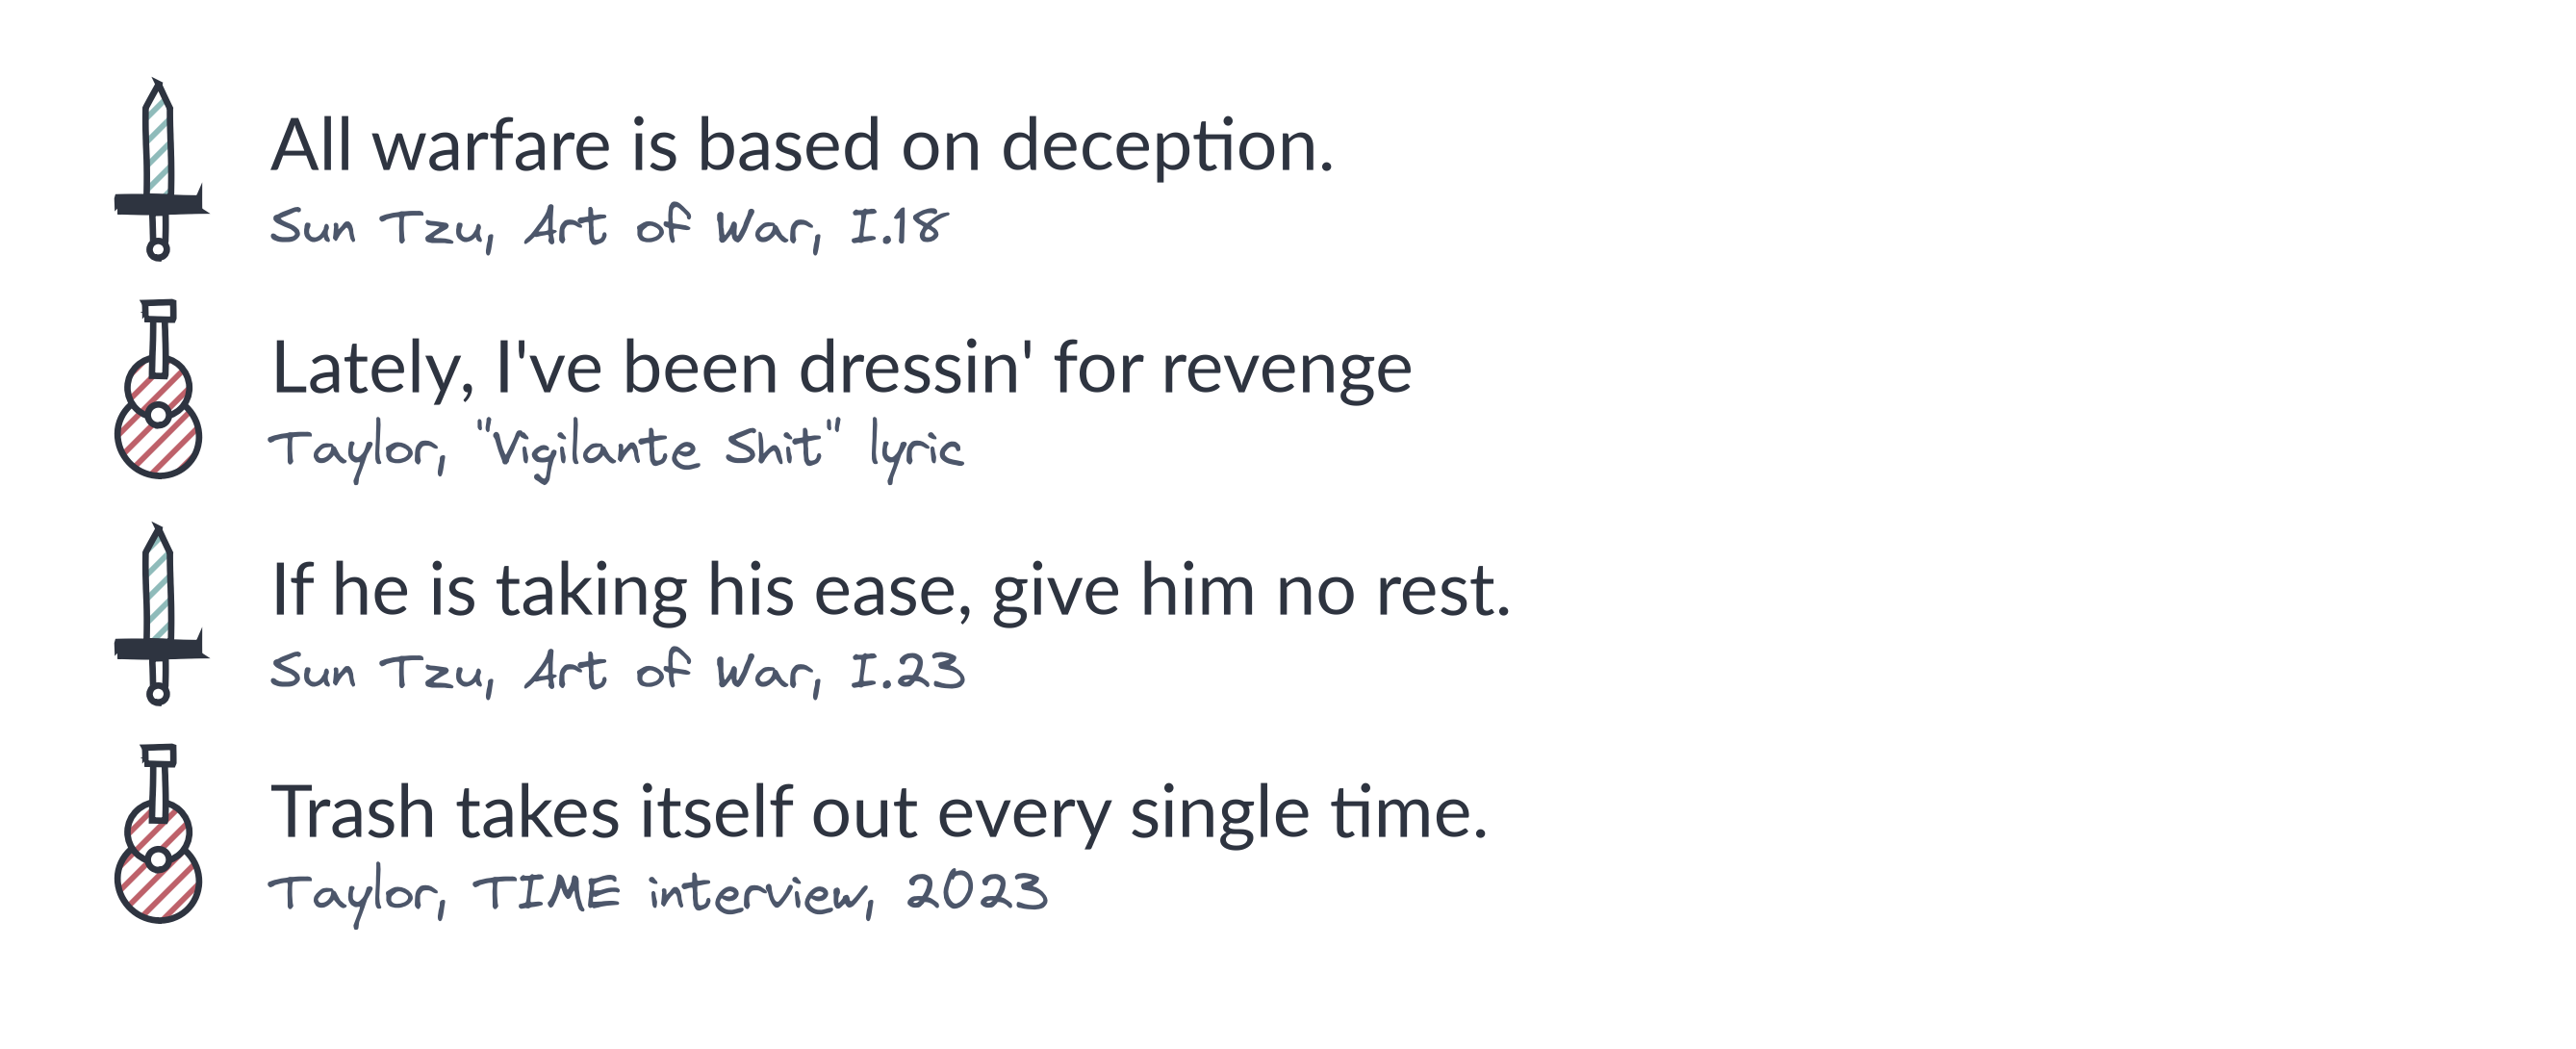 All warfare is based on deception.
Sun Tzu, Art of War, I.18
Lately, I've been dressin' for revenge
Taylor, "Vigilante Shit" lyric
If he is taking his ease, give him no rest.
Sun Tzu, Art of War, I.23
Trash takes itself out every single time.
Taylor, TIME interview, 2023